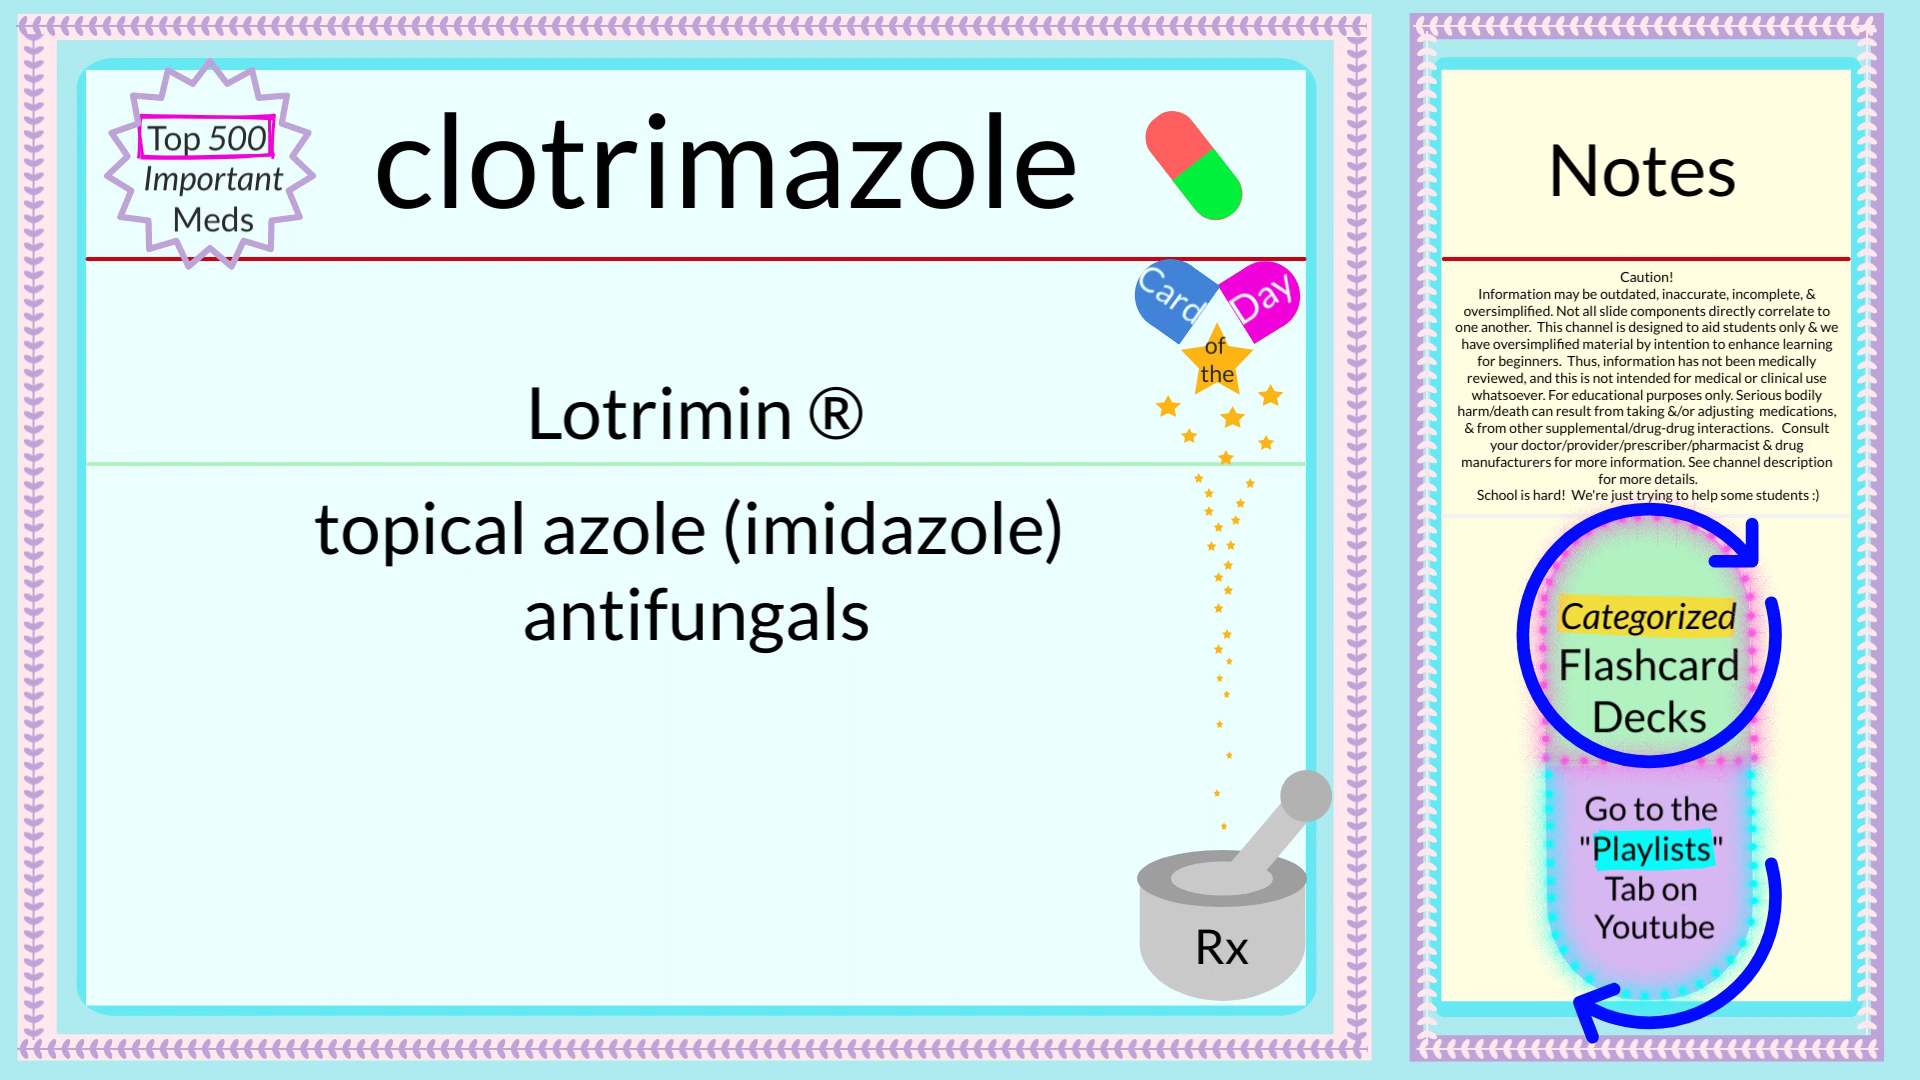 Top 500
Important
Meds
clotrimazole
Card
Day
of
the
Lotrimin ®
topical azole (imidazole)
antifungals
Rx
Notes
Caution!
Information may be outdated, inaccurate, incomplete, &
oversimplified. Not all slide components directly correlate to
one another. This channel is designed to aid students only & we
have oversimplified material by intention to enhance learning
for beginners. Thus, information has not been medically
reviewed, and this is not intended for medical or clinical use
whatsoever. For educational purposes only. Serious bodily
harm/death can result from taking &/or adjusting medications,
& from other supplemental/drug-drug interactions. Consult
your doctor/provider/prescriber/pharmacist & drug
manufacturers for more information. See channel description
for more details.
School is hard! We're just trying to help some students :)
Categorized
Flashcard
Decks
Go to the
"Playlists"
Tab on
Youtube